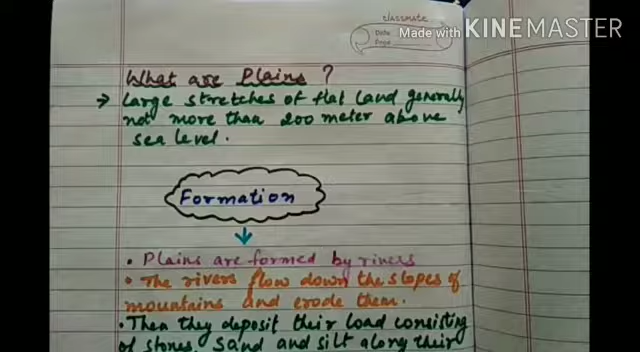 classmate
Date
Page
Made with KINEMASTER
What are Plains ?
→ Large stretches of flat land generally
not more than 200 meter above
sea level.
Formation
• Plains are formed by rivers
• The rivers flow down the slopes of
mountains and erode them.
• Then they deposit their load consisting
of stones, sand and silt along their